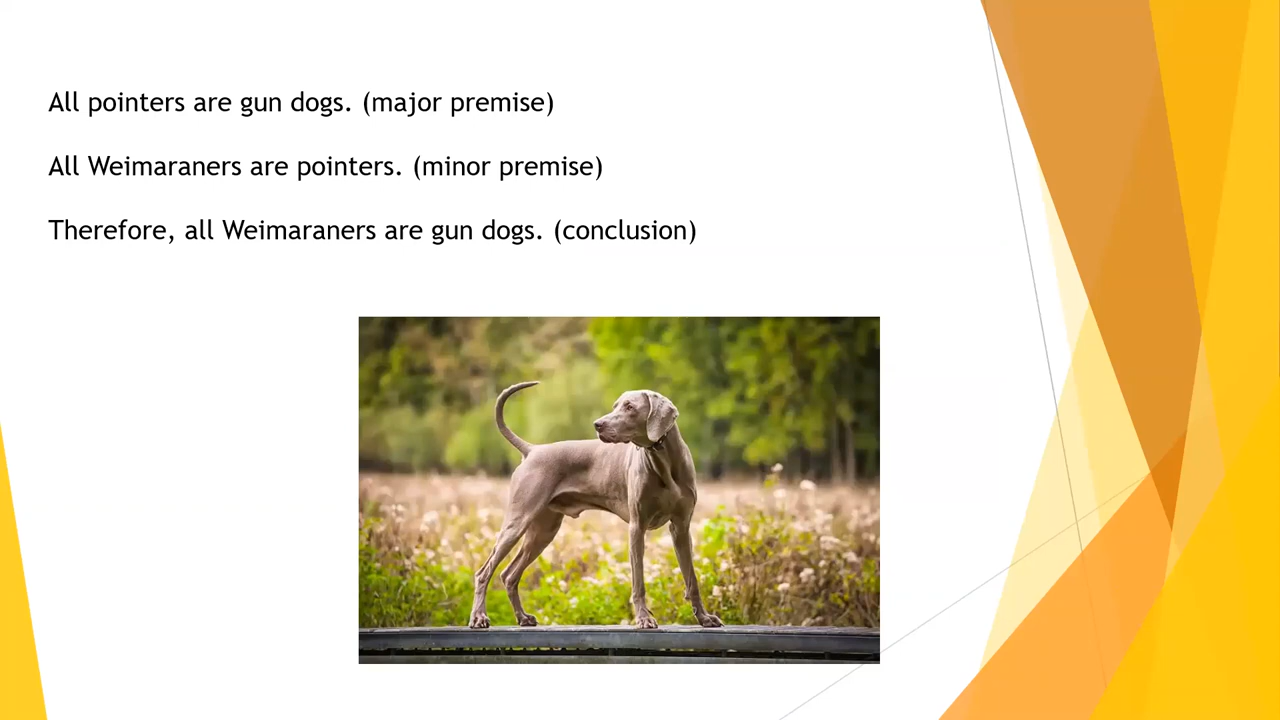 All pointers are gun dogs. (major premise)
All Weimaraners are pointers. (minor premise)
Therefore, all Weimaraners are gun dogs. (conclusion)